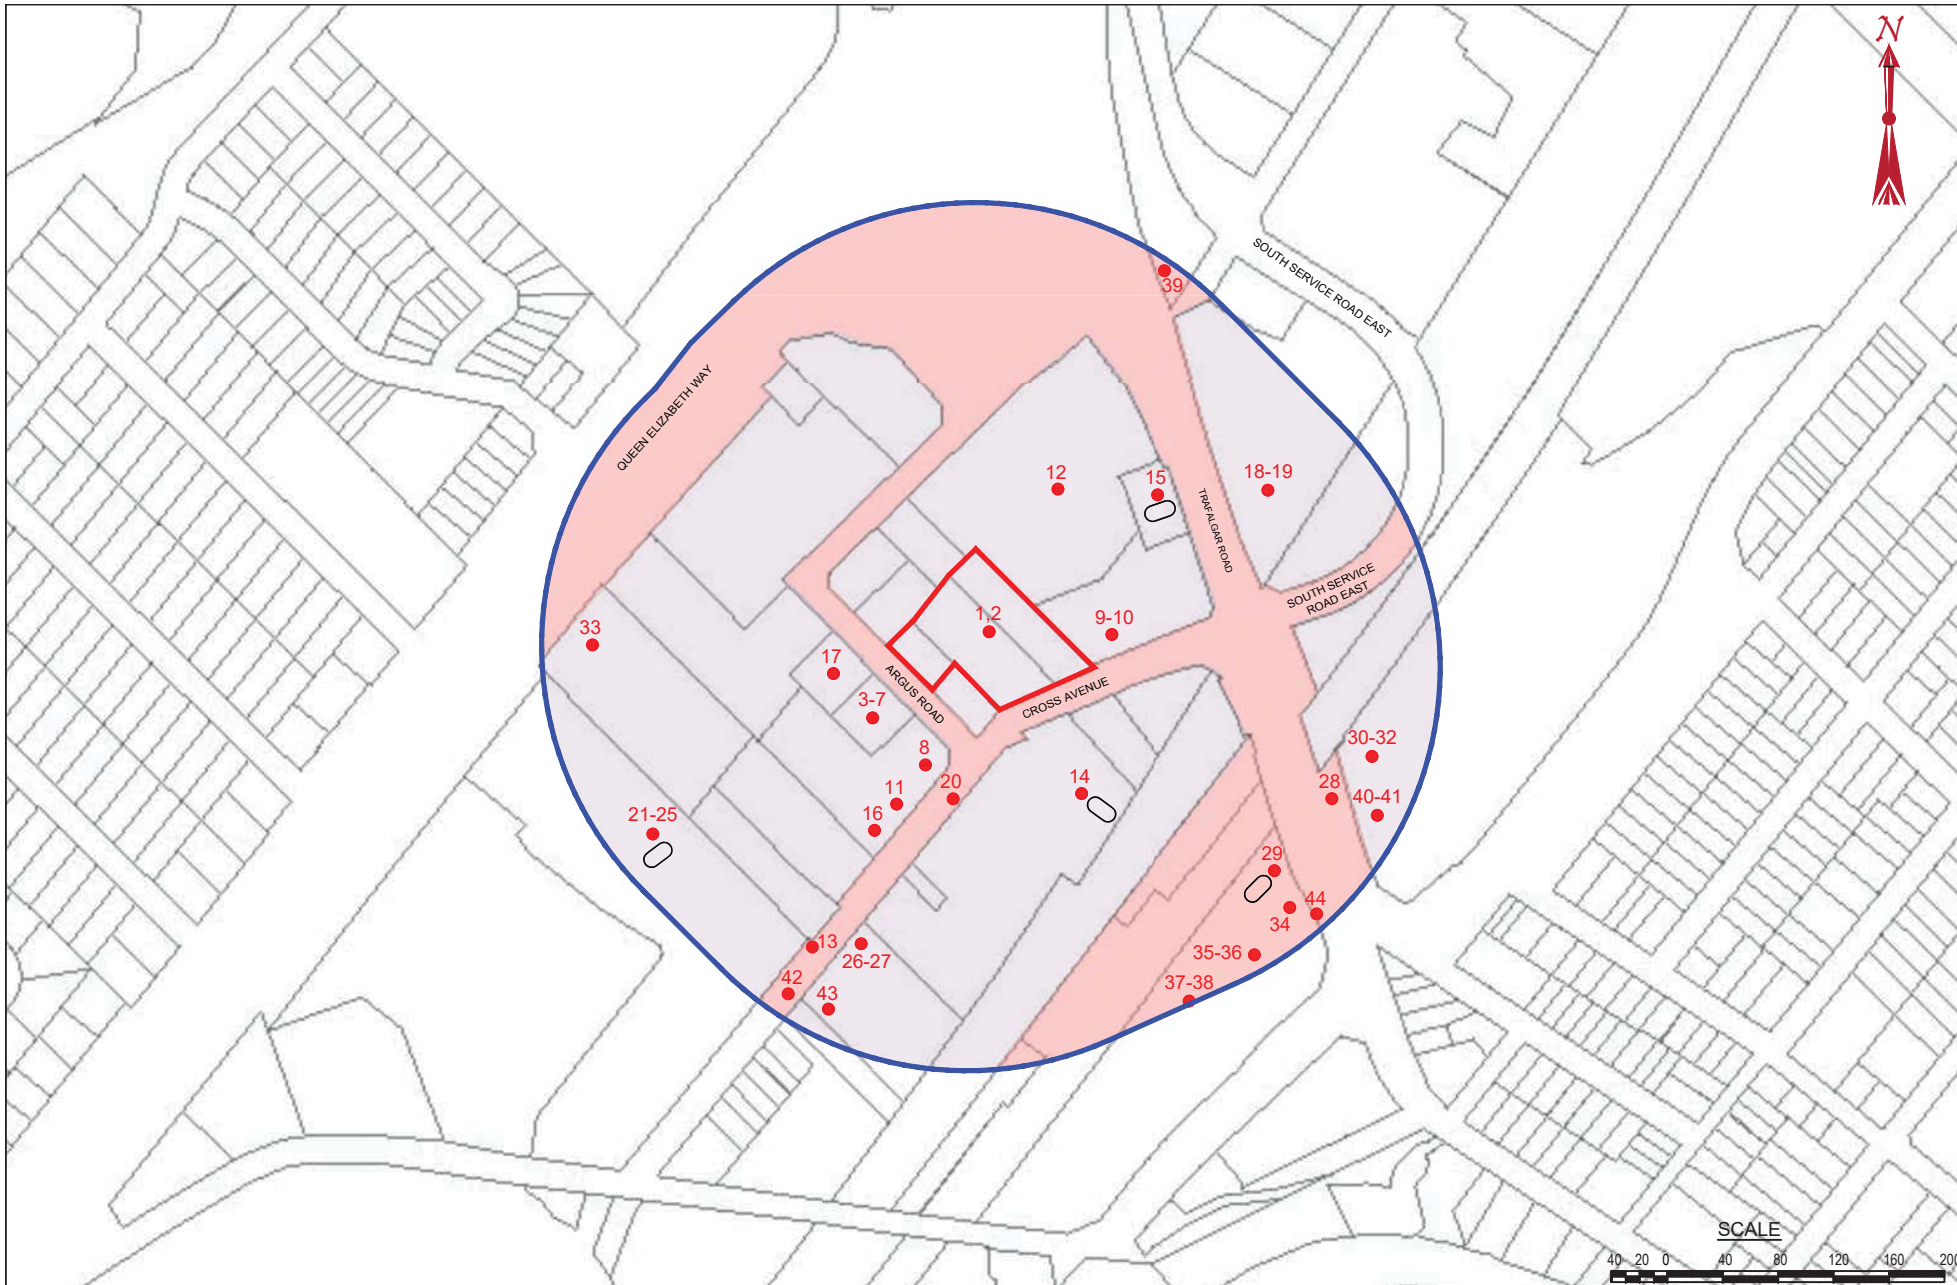 N
39
SOUTH SERVICE ROAD EAST
QUEEN ELIZABETH WAY
12
15
18-19
TRAFALGAR ROAD
SOUTH SERVICE
ROAD EAST
1,2
9-10
33
17
ARGUS ROAD
CROSS AVENUE
3-7
8
30-32
14
20
28
11
40-41
16
21-25
29
44
34
13
35-36
26-27
42
37-38
43
SCALE
40 20 0 40 80 120 160 200